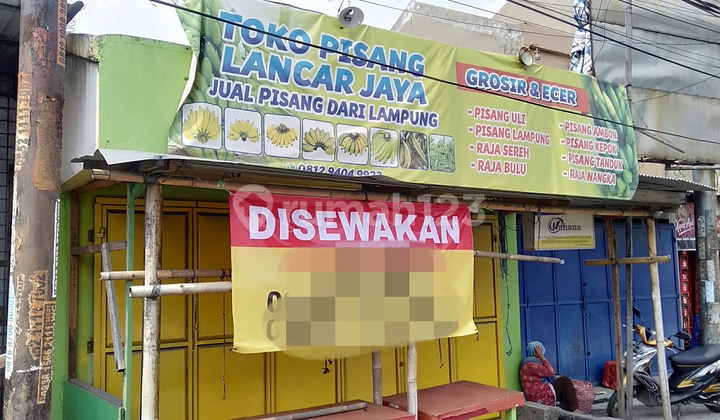 TOKO PISANG
LANCAR JAYA
JUAL PISANG DARI LAMPUNG
GROSIR & ECER
- PISANG ULI
- PISANG LAMPUNG
- RAJA SEREH
- RAJA BULU
- PISANG AMBON
- PISANG KEPOK
- PISANG TANDUK
- RAJA NANGKA
rumah123
DISEWAKAN
Wahana